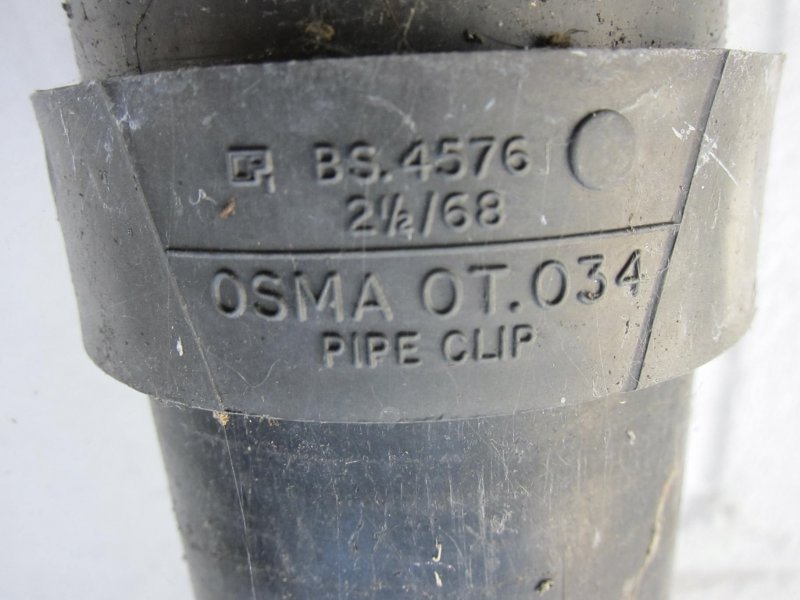 BS.4576
2½/68
OSMA OT.034
PIPE CLIP